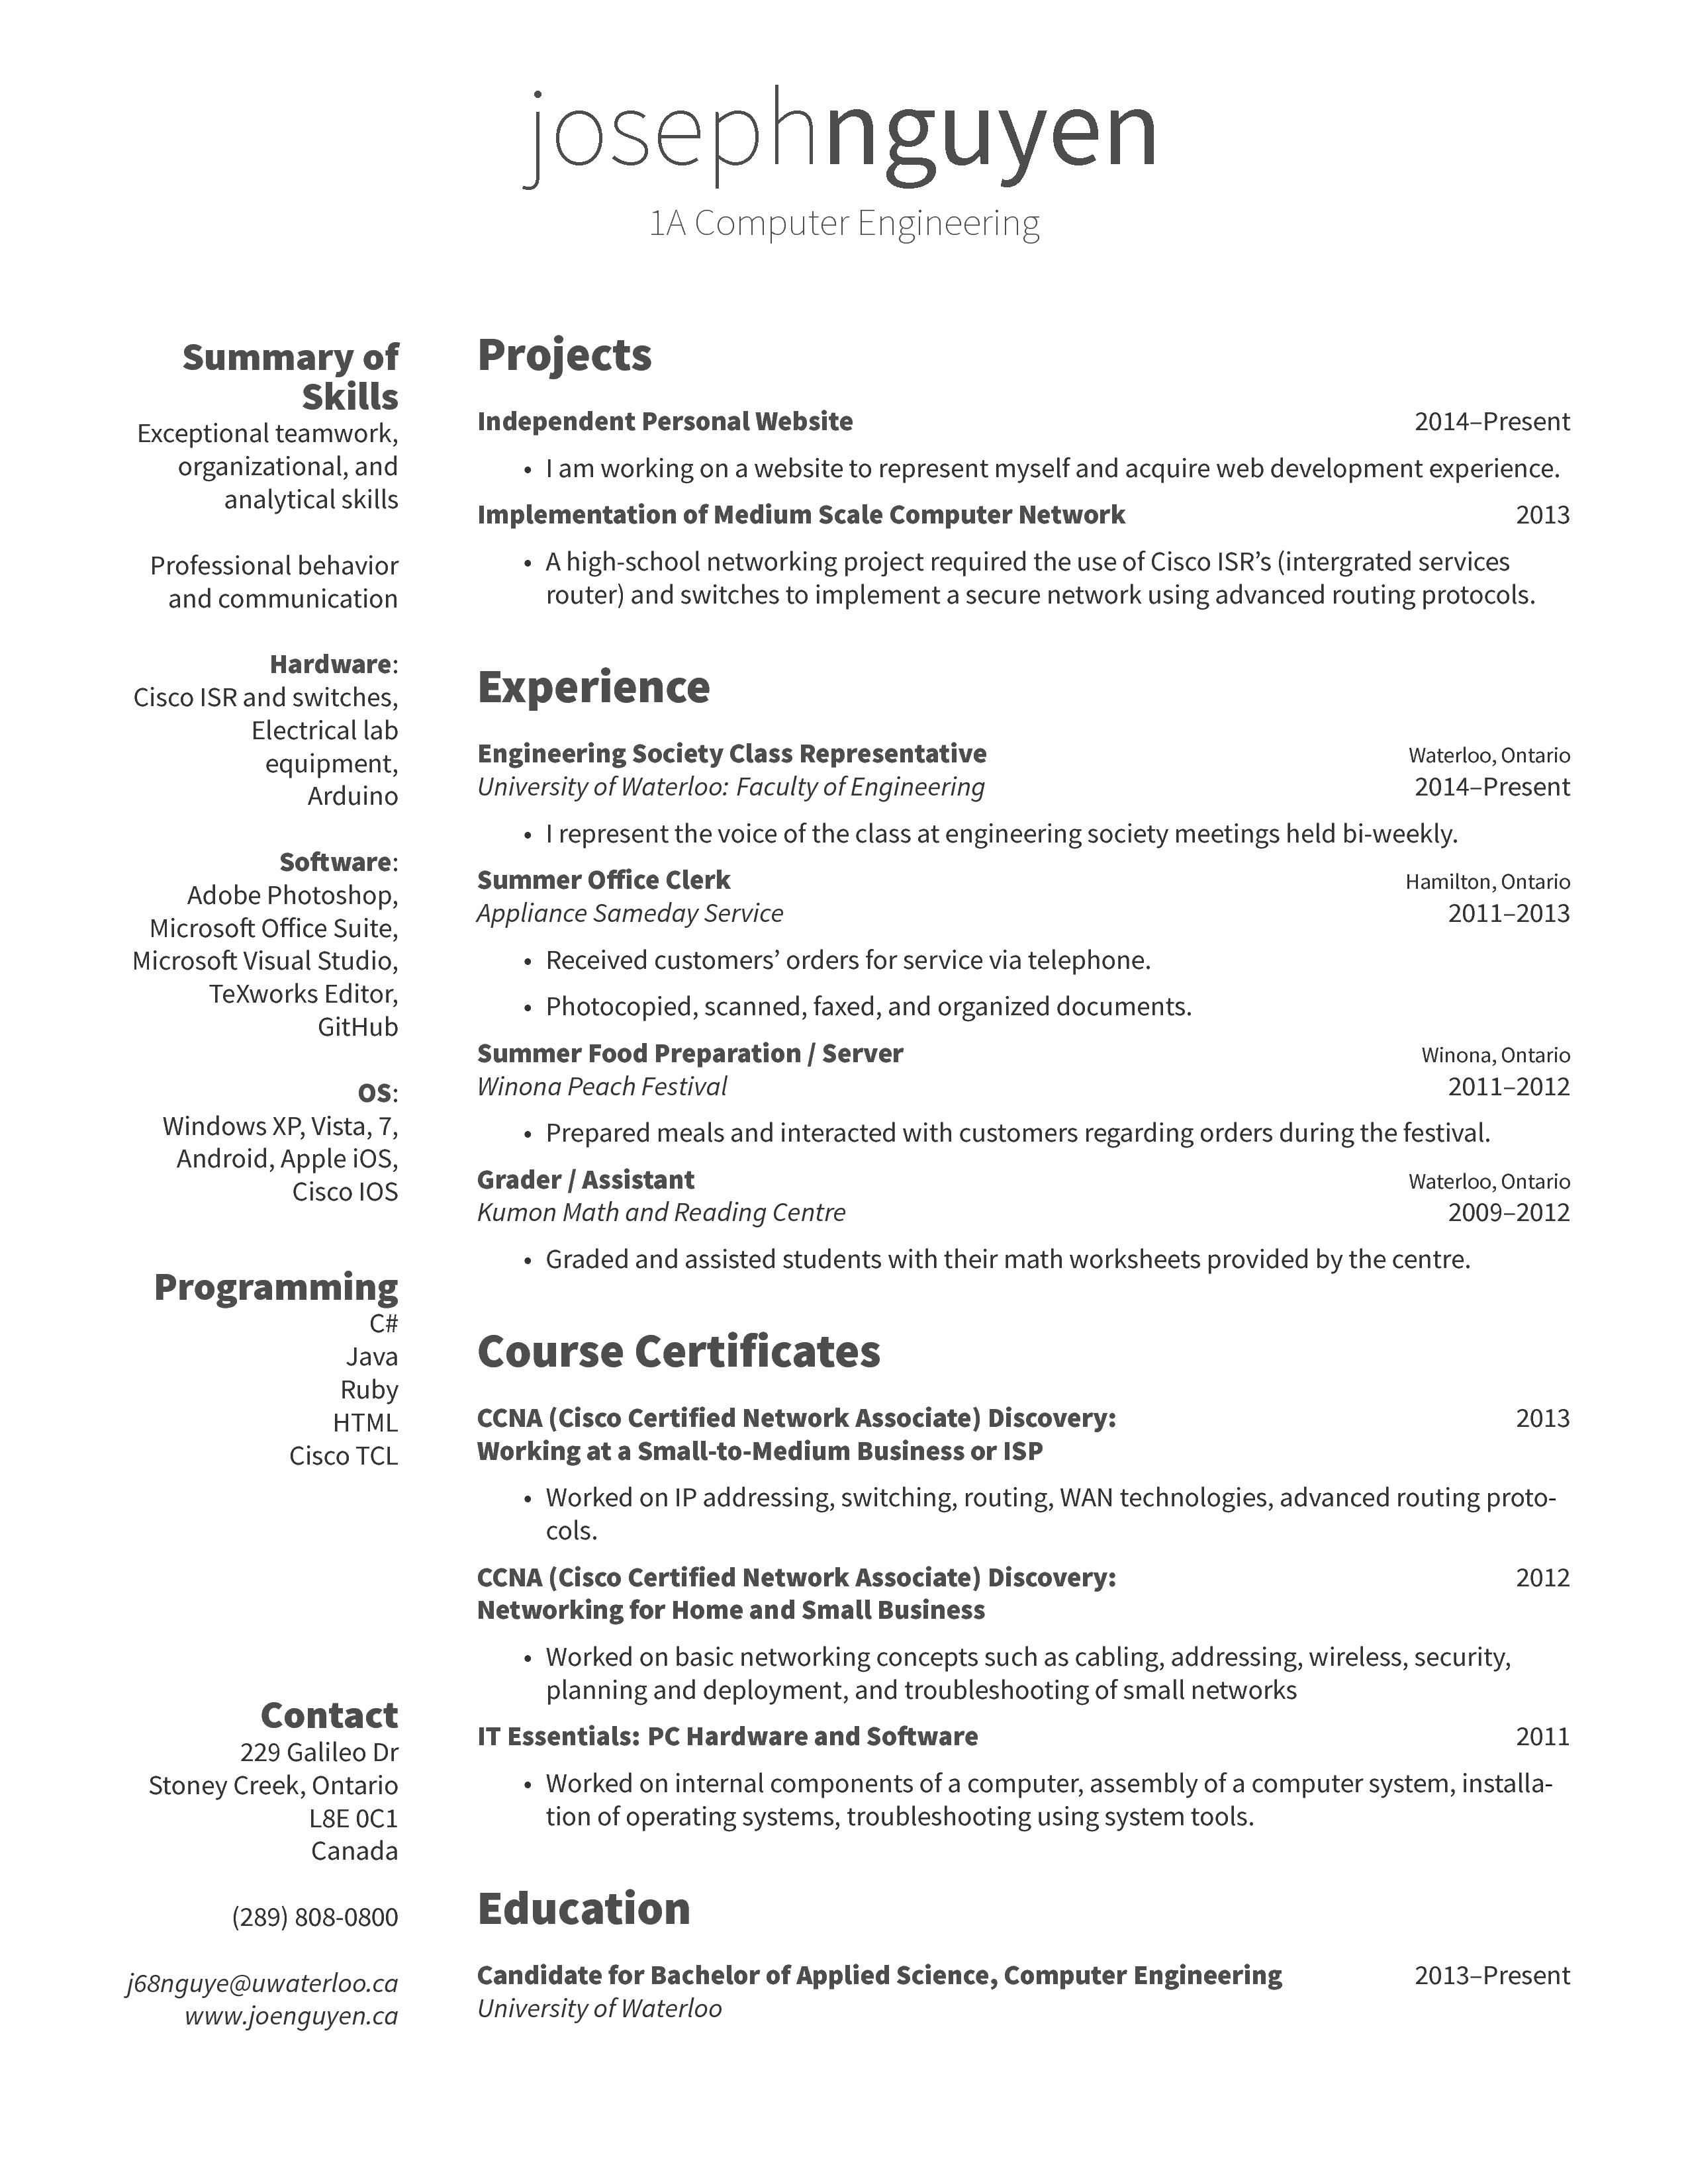 josephnguyen
1A Computer Engineering
Summary of
Skills
Exceptional teamwork,
organizational, and
analytical skills
Professional behavior
and communication
Hardware:
Cisco ISR and switches,
Electrical lab
equipment,
Arduino
Software:
Adobe Photoshop,
Microsoft Office Suite,
Microsoft Visual Studio,
TeXworks Editor,
GitHub
OS:
Windows XP, Vista, 7,
Android, Apple iOS,
Cisco IOS
Programming
C#
Java
Ruby
HTML
Cisco TCL
Contact
229 Galileo Dr
Stoney Creek, Ontario
L8E 0C1
Canada
(289) 808-0800
j68nguye@uwaterloo.ca
www.joenguyen.ca
Projects
Independent Personal Website 2014–Present
• I am working on a website to represent myself and acquire web development experience.
Implementation of Medium Scale Computer Network 2013
• A high-school networking project required the use of Cisco ISR’s (intergrated services
router) and switches to implement a secure network using advanced routing protocols.
Experience
Engineering Society Class Representative Waterloo, Ontario
University of Waterloo: Faculty of Engineering 2014–Present
• I represent the voice of the class at engineering society meetings held bi-weekly.
Summer Office Clerk Hamilton, Ontario
Appliance Sameday Service 2011–2013
• Received customers’ orders for service via telephone.
• Photocopied, scanned, faxed, and organized documents.
Summer Food Preparation / Server Winona, Ontario
Winona Peach Festival 2011–2012
• Prepared meals and interacted with customers regarding orders during the festival.
Grader / Assistant Waterloo, Ontario
Kumon Math and Reading Centre 2009–2012
• Graded and assisted students with their math worksheets provided by the centre.
Course Certificates
CCNA (Cisco Certified Network Associate) Discovery: 2013
Working at a Small-to-Medium Business or ISP
• Worked on IP addressing, switching, routing, WAN technologies, advanced routing proto-
cols.
CCNA (Cisco Certified Network Associate) Discovery: 2012
Networking for Home and Small Business
• Worked on basic networking concepts such as cabling, addressing, wireless, security,
planning and deployment, and troubleshooting of small networks
IT Essentials: PC Hardware and Software 2011
• Worked on internal components of a computer, assembly of a computer system, installa-
tion of operating systems, troubleshooting using system tools.
Education
Candidate for Bachelor of Applied Science, Computer Engineering 2013–Present
University of Waterloo